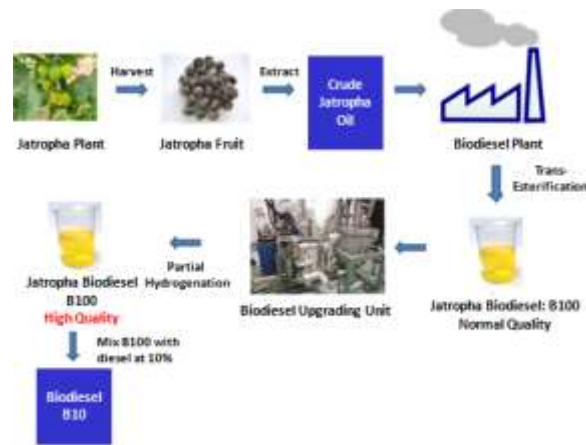 Harvest
Extract
Crude
Jatropha
Oil
Jatropha Plant
Jatropha Fruit
Biodiesel Plant
Trans-
Esterification
Partial
Hydrogenation
Jatropha Biodiesel
B100
High Quality
Biodiesel Upgrading Unit
Jatropha Biodiesel: B100
Normal Quality
Mix B100 with
diesel at 10%
Biodiesel
B10